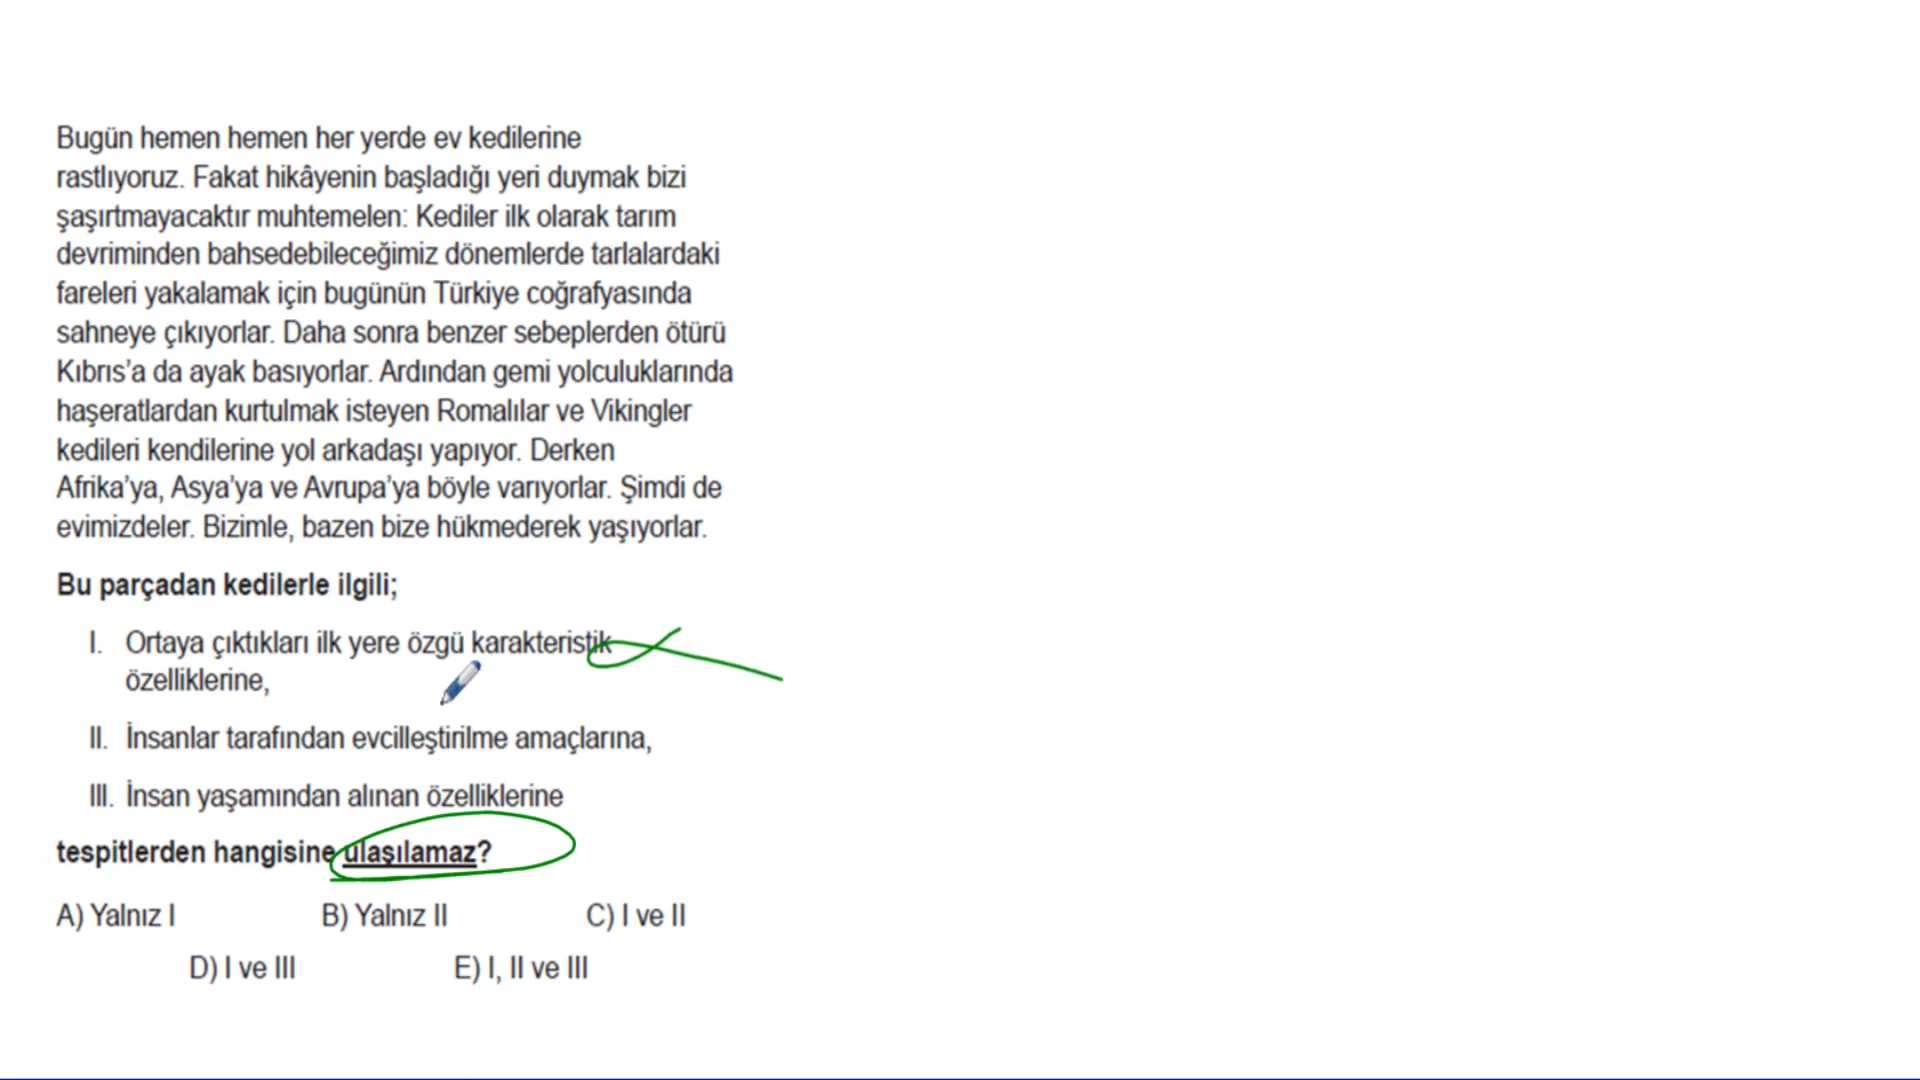 Bugün hemen hemen her yerde ev kedilerine
rastlıyoruz. Fakat hikâyenin başladığı yeri duymak bizi
şaşırtmayacaktır muhtemelen: Kediler ilk olarak tarım
devriminden bahsedebileceğimiz dönemlerde tarlalardaki
fareleri yakalamak için bugünün Türkiye coğrafyasında
sahneye çıkıyorlar. Daha sonra benzer sebeplerden ötürü
Kıbrıs'a da ayak basıyorlar. Ardından gemi yolculuklarında
haşeratlardan kurtulmak isteyen Romalılar ve Vikingler
kedileri kendilerine yol arkadaşı yapıyor. Derken
Afrika'ya, Asya'ya ve Avrupa'ya böyle varıyorlar. Şimdi de
evimizdeler. Bizimle, bazen bize hükmederek yaşıyorlar.
Bu parçadan kedilerle ilgili;
I. Ortaya çıktıkları ilk yere özgü karakteristik
özelliklerine,
II. İnsanlar tarafından evcilleştirilme amaçlarına,
III. İnsan yaşamından alınan özelliklerine
tespitlerden hangisine ulaşılamaz?
A) Yalnız I B) Yalnız II C) I ve II
D) I ve III E) I, II ve III